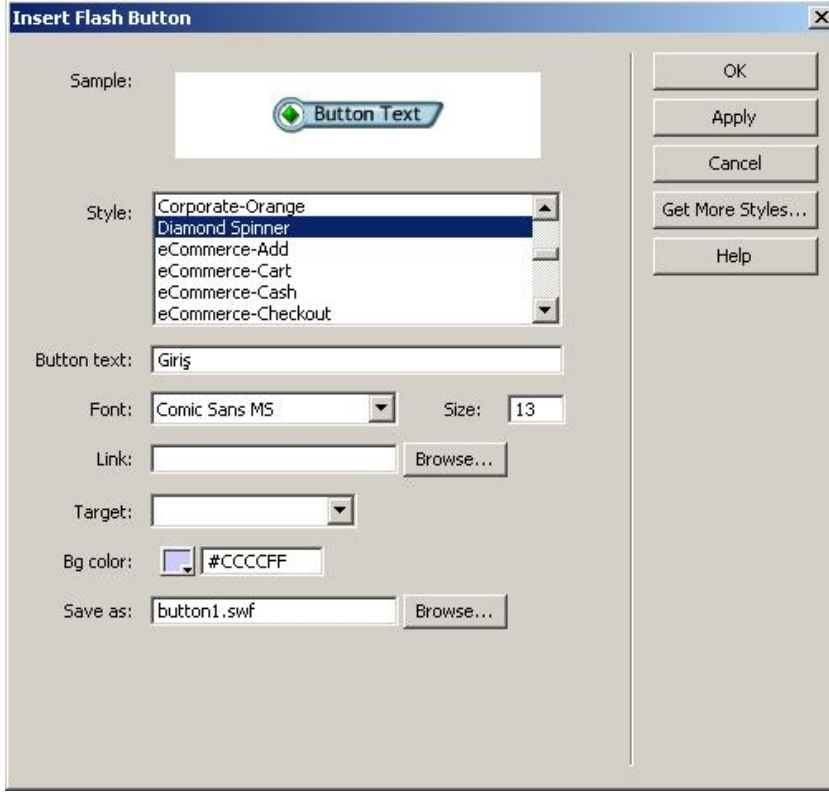 Insert Flash Button
Sample:
Button Text
Style:
Corporate-Orange
Diamond Spinner
eCommerce-Add
eCommerce-Cart
eCommerce-Cash
eCommerce-Checkout
Button text: Giriş
Font: Comic Sans MS Size: 13
Link: Browse...
Target:
Bg color: #CCCCFF
Save as: button1.swf Browse...
OK
Apply
Cancel
Get More Styles...
Help